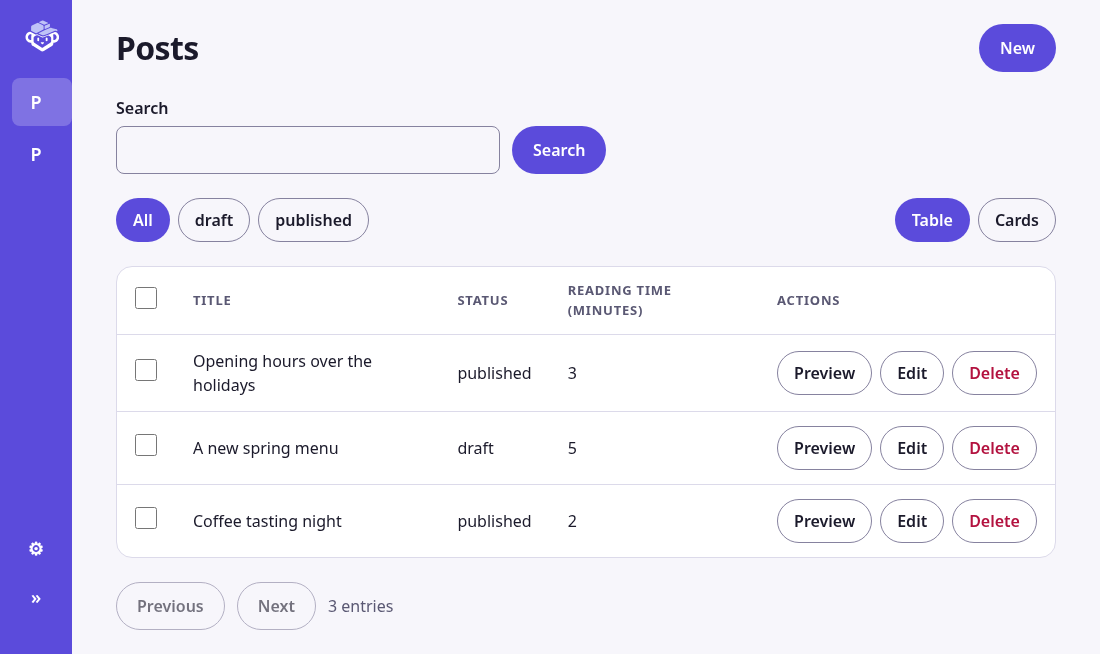 Posts
New
P
P
Search
Search
All
draft
published
Table
Cards
TITLE
STATUS
READING TIME
(MINUTES)
ACTIONS
Opening hours over the
holidays
published
3
Preview
Edit
Delete
A new spring menu
draft
5
Preview
Edit
Delete
Coffee tasting night
published
2
Preview
Edit
Delete
»
Previous
Next
3 entries